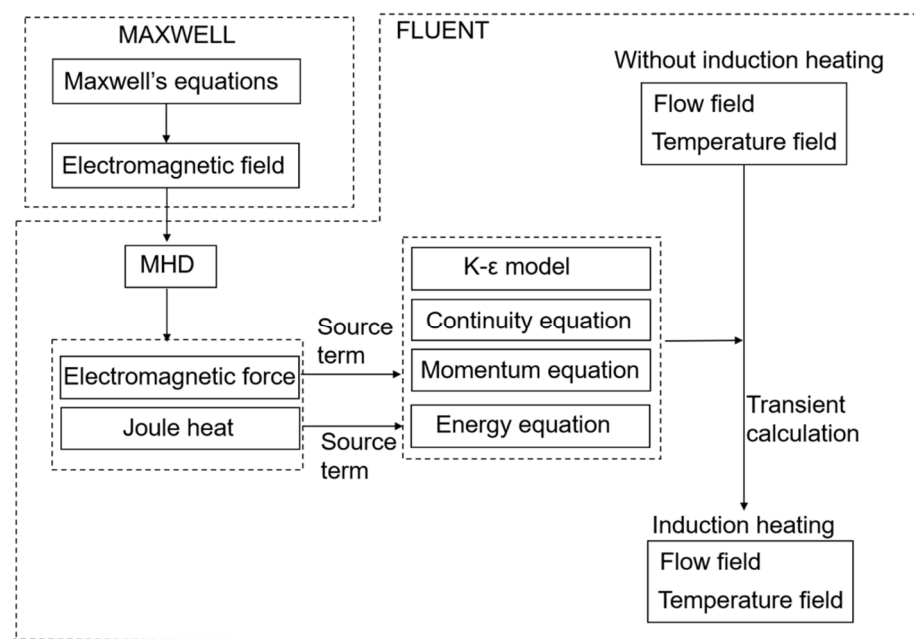 MAXWELL
Maxwell’s equations
Electromagnetic field
FLUENT
MHD
Electromagnetic force
Joule heat
Source
term
Source
term
K-ε model
Continuity equation
Momentum equation
Energy equation
Without induction heating
Flow field
Temperature field
Transient
calculation
Induction heating
Flow field
Temperature field